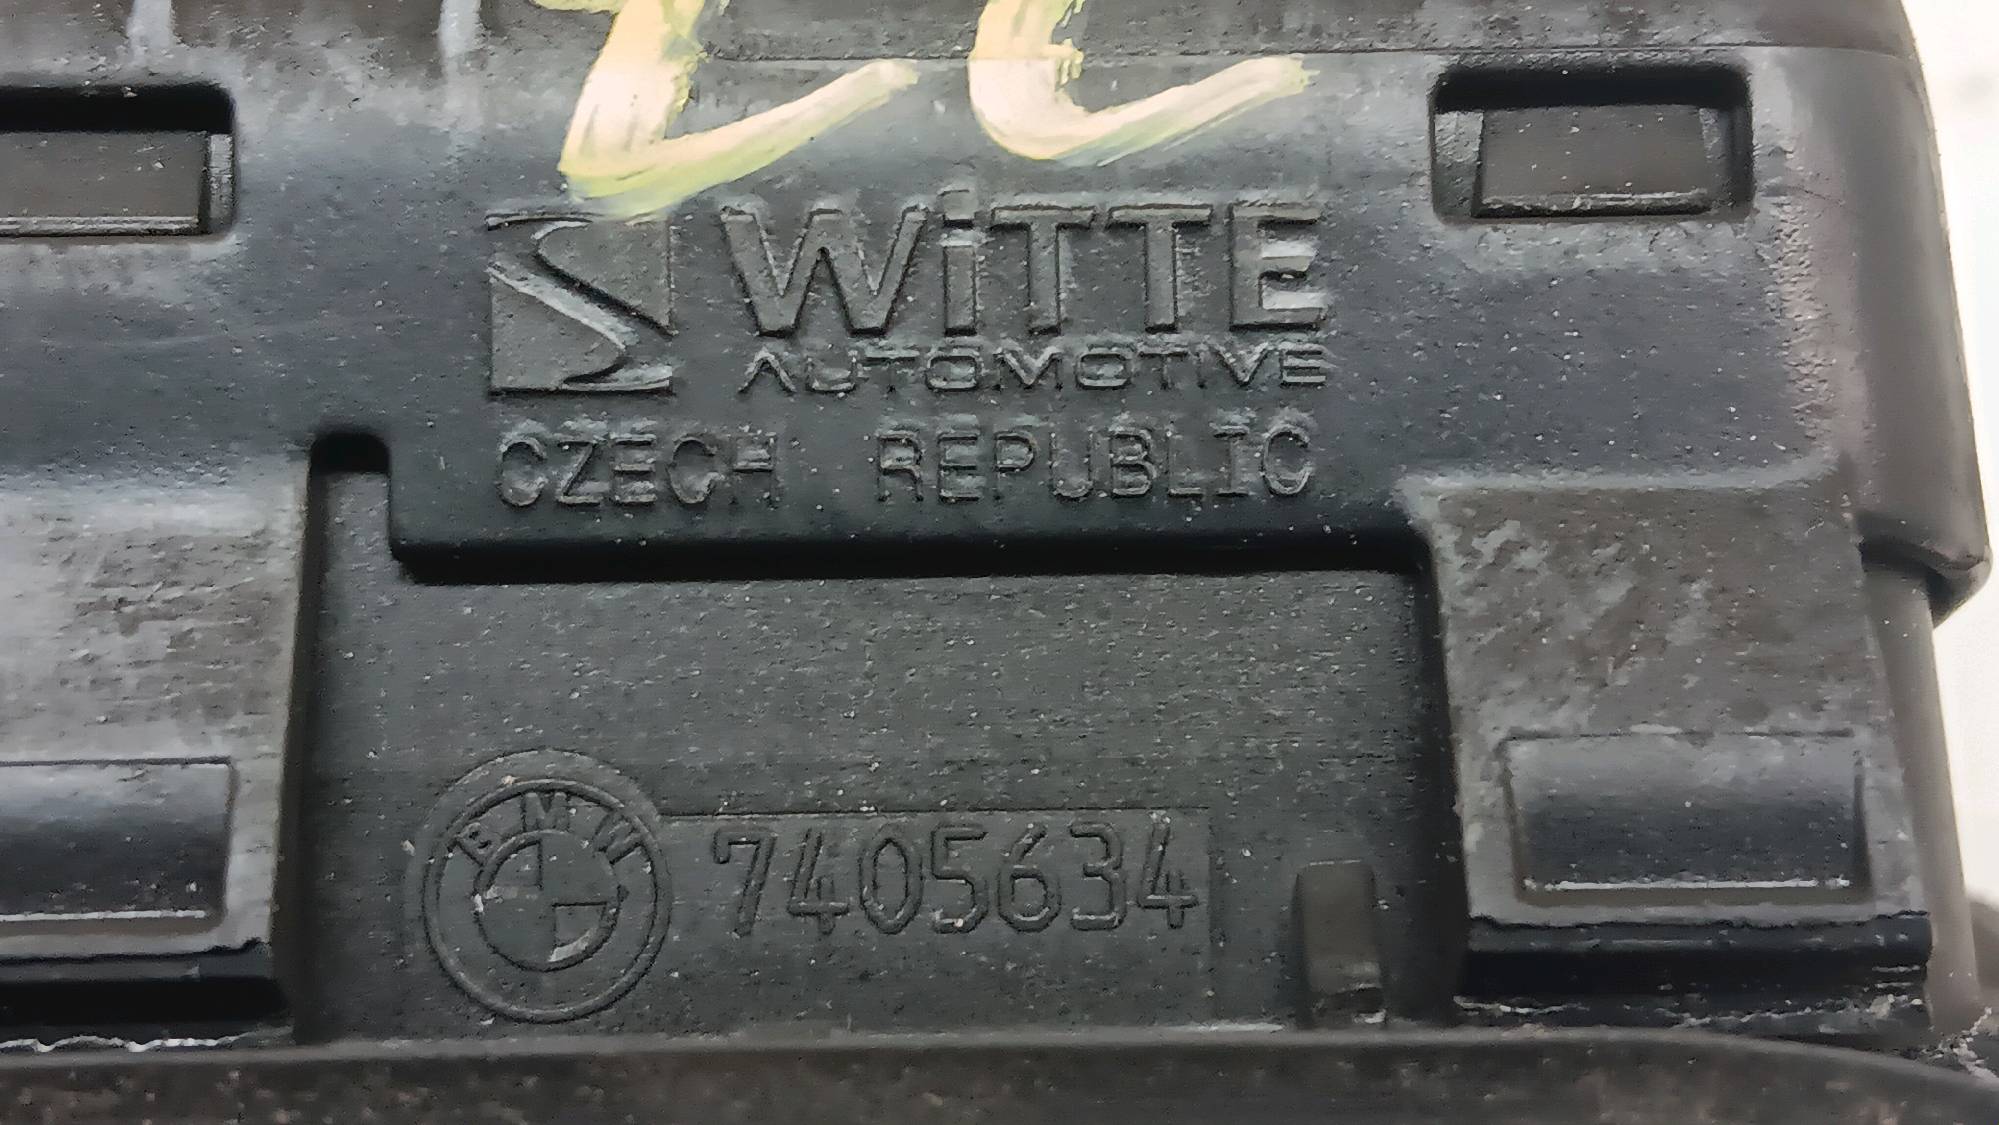 WiTTE
AUTOMOTIVE
CZECH REPUBLIC
BMW 7405634